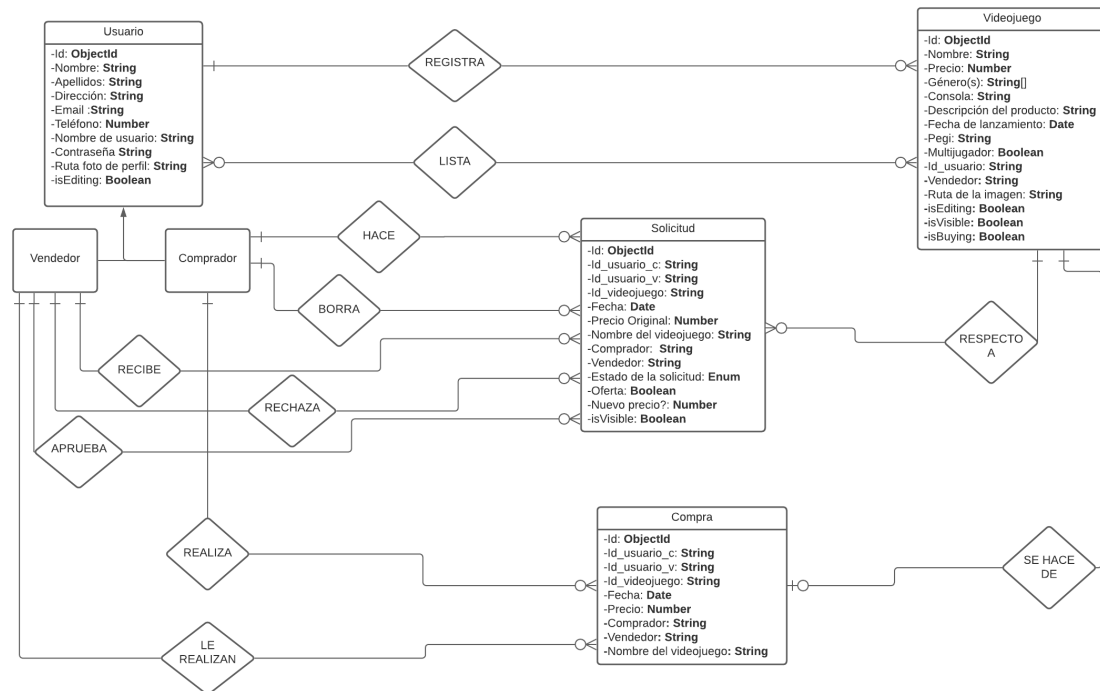 Usuario
-Id: ObjectId
-Nombre: String
-Apellidos: String
-Dirección: String
-Email :String
-Teléfono: Number
-Nombre de usuario: String
-Contraseña String
-Ruta foto de perfil: String
-isEditing: Boolean
REGISTRA
LISTA
Videojuego
-Id: ObjectId
-Nombre: String
-Precio: Number
-Género(s): String[]
-Consola: String
-Descripción del producto: String
-Fecha de lanzamiento: Date
-Pegi: String
-Multijugador: Boolean
-Id_usuario: String
-Vendedor: String
-Ruta de la imagen: String
-isEditing: Boolean
-isVisible: Boolean
-isBuying: Boolean
Vendedor
Comprador
HACE
BORRA
RECIBE
RECHAZA
APRUEBA
Solicitud
-Id: ObjectId
-Id_usuario_c: String
-Id_usuario_v: String
-Id_videojuego: String
-Fecha: Date
-Precio Original: Number
-Nombre del videojuego: String
-Comprador:  String
-Vendedor: String
-Estado de la solicitud: Enum
-Oferta: Boolean
-Nuevo precio?: Number
-isVisible: Boolean
RESPECTO
A
REALIZA
LE
REALIZAN
Compra
-Id: ObjectId
-Id_usuario_c: String
-Id_usuario_v: String
-Id_videojuego: String
-Fecha: Date
-Precio: Number
-Comprador: String
-Vendedor: String
-Nombre del videojuego: String
SE HACE
DE